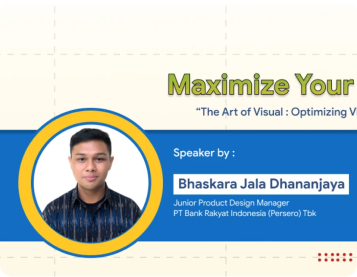 Maximize Your
“The Art of Visual : Optimizing
Speaker by :
Bhaskara Jala Dhananjaya
Junior Product Design Manager
PT Bank Rakyat Indonesia (Persero) Tbk